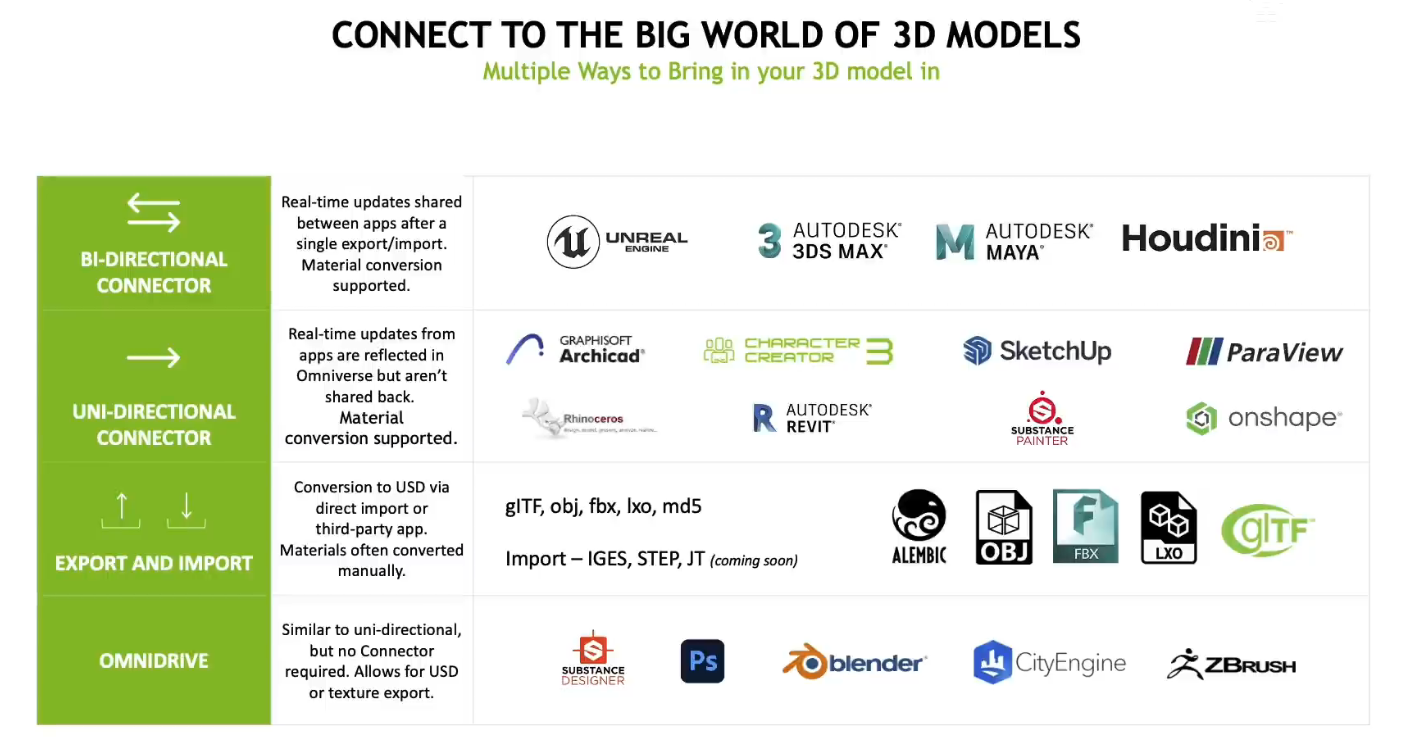 CONNECT TO THE BIG WORLD OF 3D MODELS
Multiple Ways to Bring in your 3D model in
BI-DIRECTIONAL
CONNECTOR
Real-time updates shared
between apps after a
single export/import.
Material conversion
supported.
UNREAL
ENGINE
3 AUTODESK®
3DS MAX®
M AUTODESK®
MAYA®
Houdini™
UNI-DIRECTIONAL
CONNECTOR
Real-time updates from
apps are reflected in
Omniverse but aren't
shared back.
Material
conversion supported.
GRAPHISOFT
Archicad®
CHARACTER
CREATOR 3
SketchUp
ParaView
Rhinoceros
R AUTODESK®
REVIT®
SUBSTANCE
PAINTER
onshape®
EXPORT AND IMPORT
Conversion to USD via
direct import or
third-party app.
Materials often converted
manually.
glTF, obj, fbx, lxo, md5
Import – IGES, STEP, JT (coming soon)
ALEMBIC
OBJ
F
FBX
LXO
glTF™
OMNIDRIVE
Similar to uni-directional,
but no Connector
required. Allows for USD
or texture export.
SUBSTANCE
DESIGNER
Ps
blender®
CityEngine
ZBRUSH